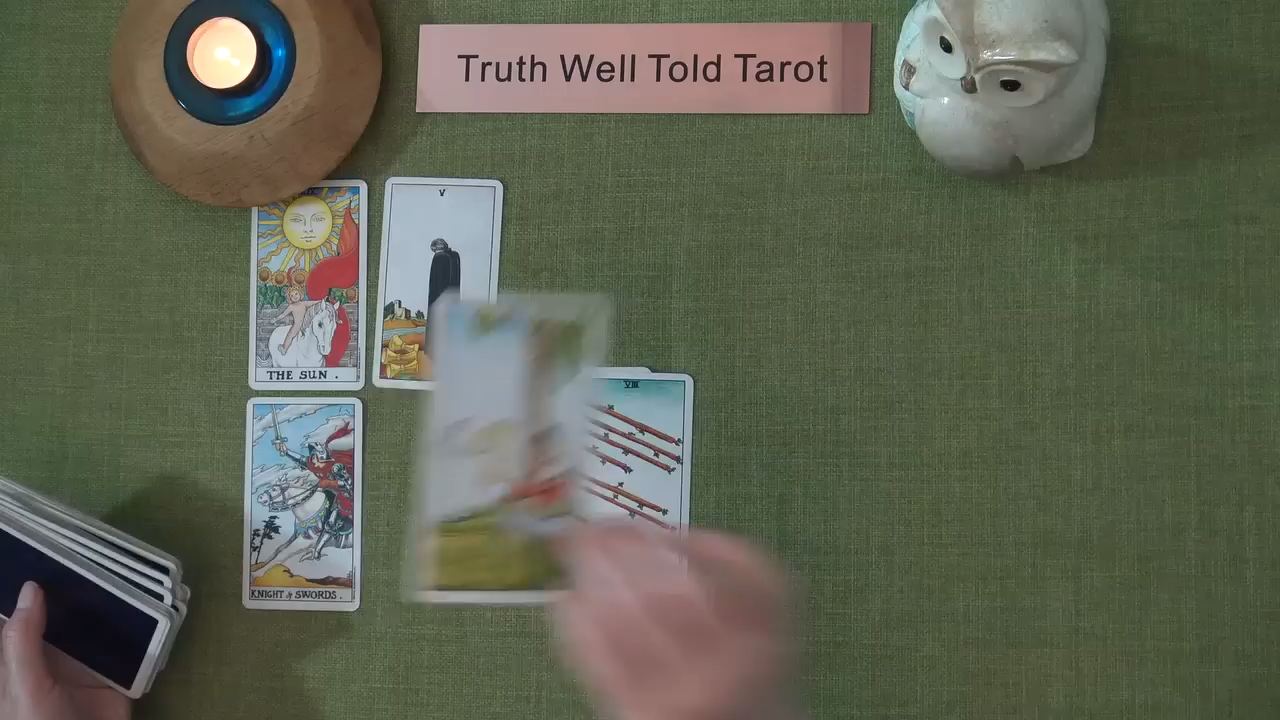 Truth Well Told Tarot
V
THE SUN .
VIII
KNIGHT of SWORDS .